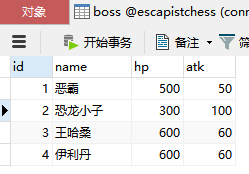 对象
boss @escapistchess (conn
开始事务
备注
筛
id name hp atk
1 恶霸 500 50
2 恐龙小子 300 100
3 王哈桑 600 60
4 伊利丹 600 60